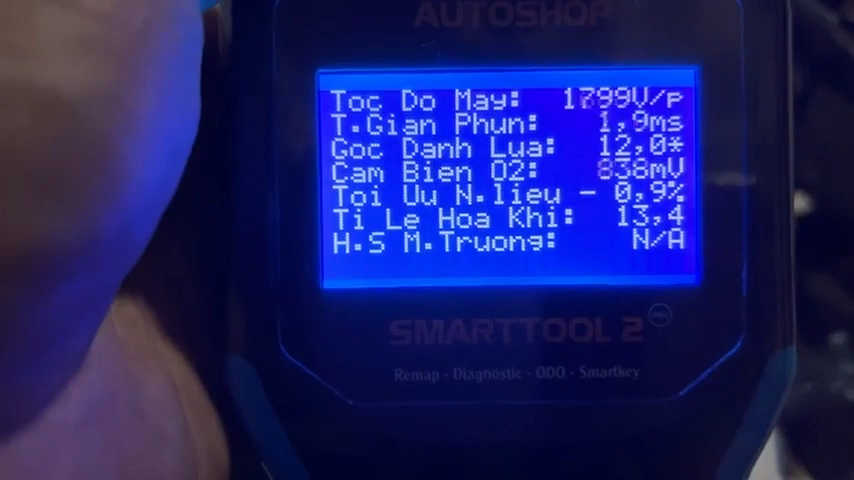 AUTOSHOP
Toc Do May: 1799V/p
T.Gian Phun: 1,9ms
Goc Danh Lua: 12,0*
Cam Bien O2: 838mV
Toi Uu N.lieu - 0,9%
Ti Le Hoa Khi: 13,4
H.S M.Truong: N/A
SMARTTOOL 2 PRO
Remap - Diagnostic - ODO - Smartkey